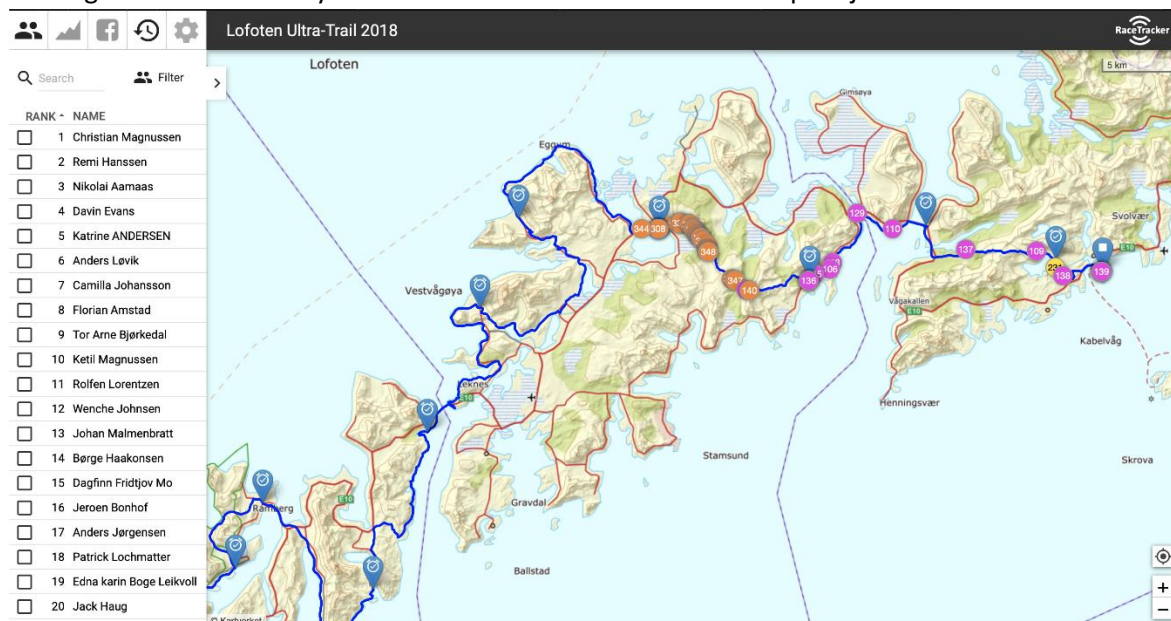 Lofoten Ultra-Trail 2018
RaceTracker
Search
Filter
RANK NAME
1 Christian Magnussen
2 Remi Hanssen
3 Nikolai Aamaas
4 Davin Evans
5 Katrine ANDERSEN
6 Anders Løvik
7 Camilla Johansson
8 Florian Amstad
9 Tor Arne Bjørkedal
10 Ketil Magnussen
11 Rolfen Lorentzen
12 Wenche Johnsen
13 Johan Malmenbratt
14 Børge Haakonsen
15 Dagfinn Fridtjov Mo
16 Jeroen Bonhof
17 Anders Jørgensen
18 Patrick Lochmatter
19 Edna karin Boge Leikvoll
20 Jack Haug
Lofoten
5 km
Gimsøya
Eggum
Svolvær
129
344 308
110
348
137
109
E10
347
140
106
136
138
139
Vestvågøya
Vågakallen
E10
Kabelvåg
Leknes
E10
Henningsvær
Stamsund
Skrova
E10
Ramberg
Gravdal
Ballstad